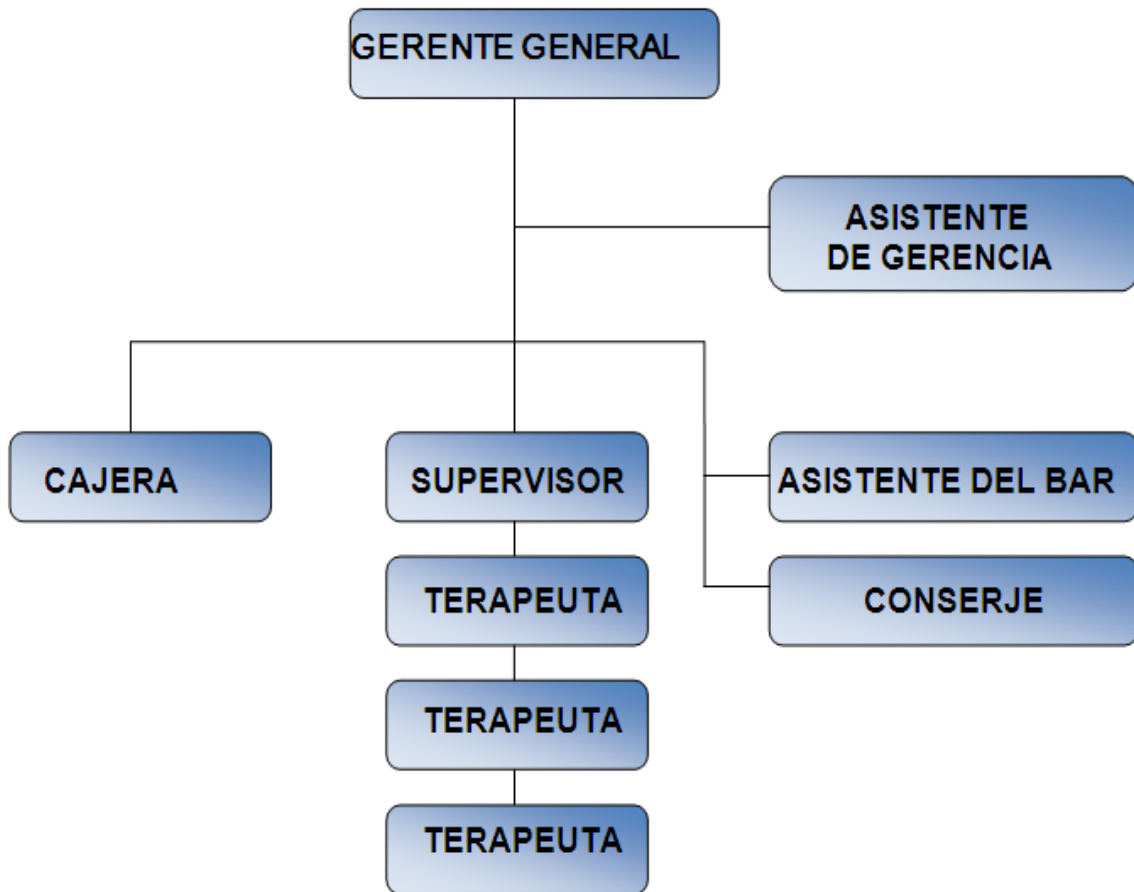 GERENTE GENERAL
ASISTENTE
DE GERENCIA
CAJERA
SUPERVISOR
ASISTENTE DEL BAR
TERAPEUTA
CONSERJE
TERAPEUTA
TERAPEUTA